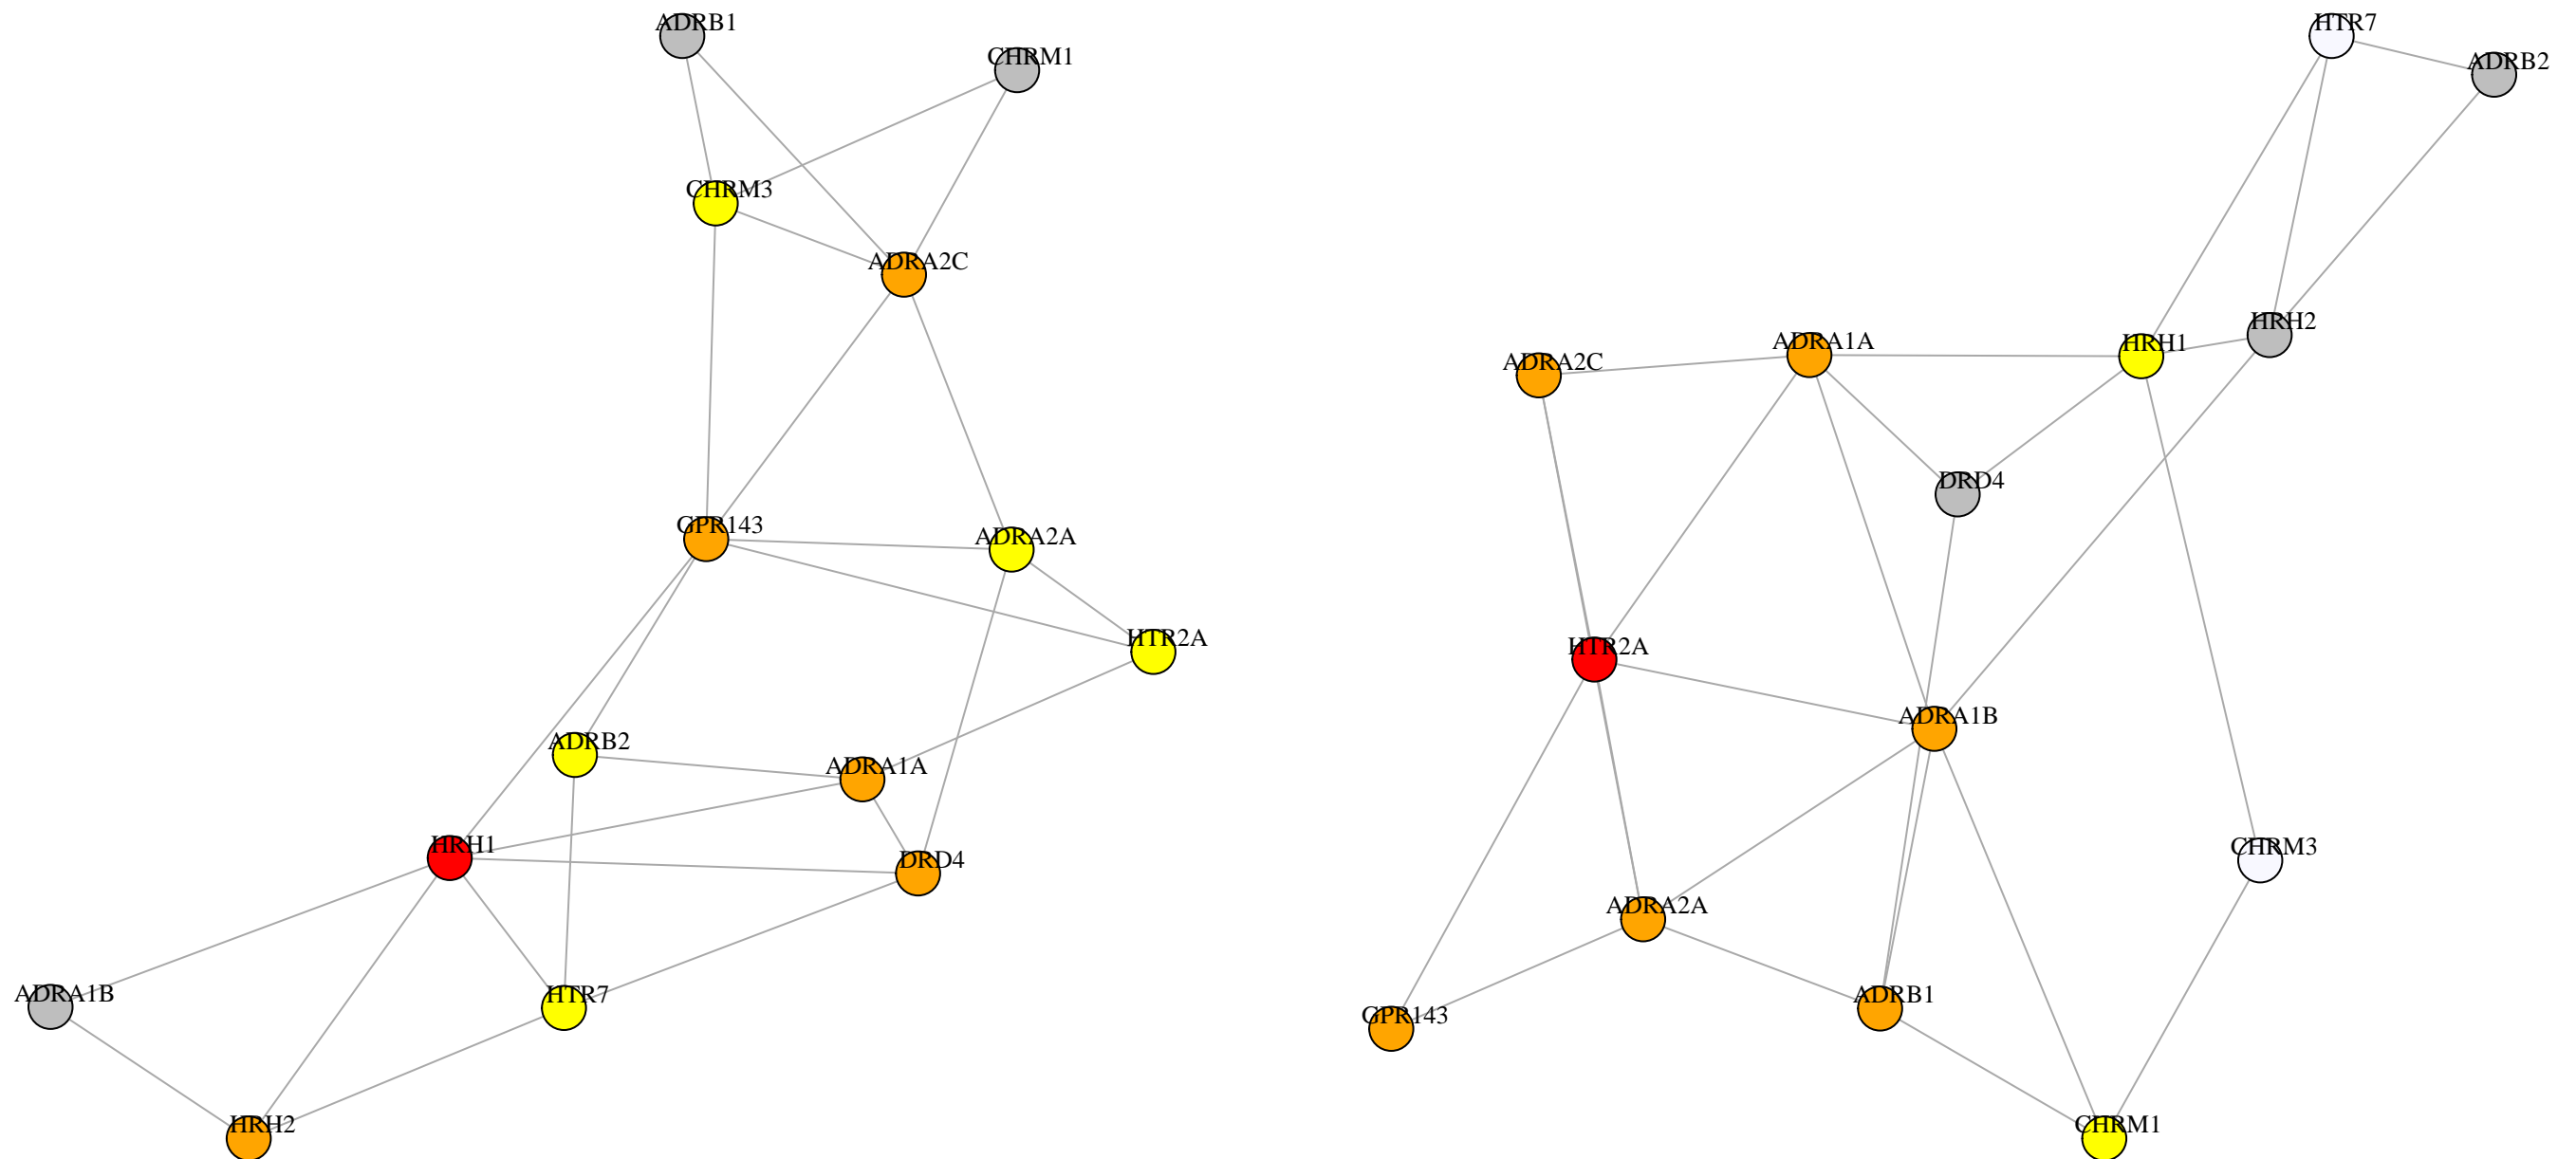 ADRB1
CHRM1
CHRM3
ADRA2C
GPR143
ADRA2A
HTR2A
ADRB2
ADRA1A
HRH1
DRD4
ADRA1B
HTR7
HRH2
HTR7
ADRB2
HRH2
ADRA1A
HRH1
ADRA2C
DRD4
HTR2A
ADRA1B
CHRM3
ADRA2A
ADRB1
GPR143
CHRM1